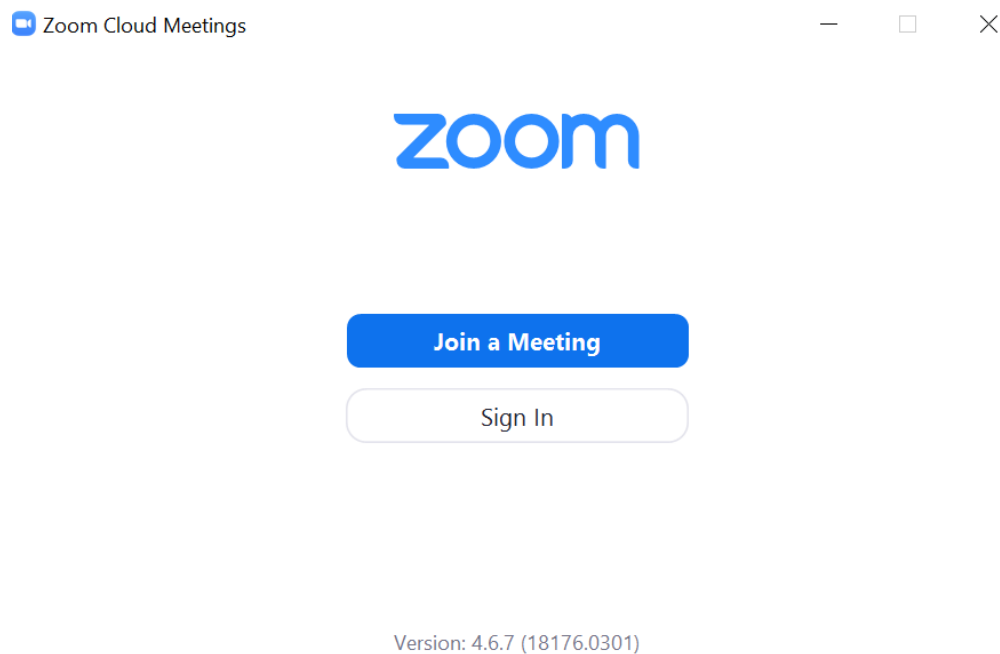 Zoom Cloud Meetings
zoom
Join a Meeting
Sign In
Version: 4.6.7 (18176.0301)